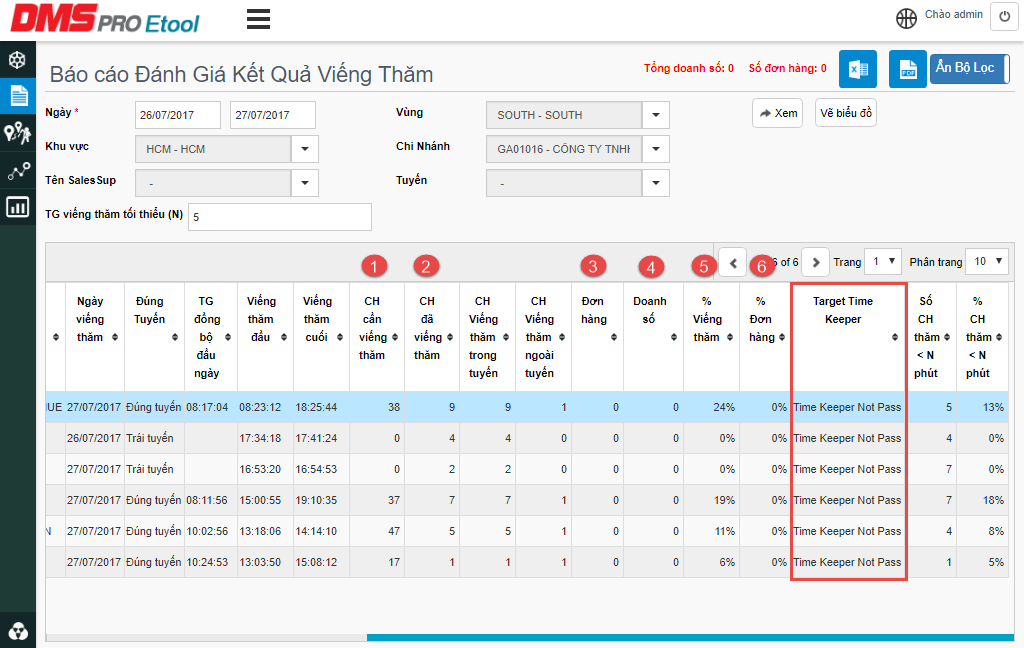 DMSPRO Etool
Chào admin
Báo cáo Đánh Giá Kết Quả Viếng Thăm
Tổng doanh số: 0 Số đơn hàng: 0
PDF
Ẩn Bộ Lọc
Ngày * 26/07/2017 27/07/2017 Vùng SOUTH - SOUTH Xem Vẽ biểu đồ
Khu vực HCM - HCM Chi Nhánh GA01016 - CÔNG TY TNHH
Tên SalesSup - Tuyến -
TG viếng thăm tối thiểu (N) 5
1 2 3 4 5 6 of 6 Trang 1 Phân trang 10
Ngày viếng thăm
Đúng Tuyến
TG đồng bộ đầu ngày
Viếng thăm đầu
Viếng thăm cuối
CH cần viếng thăm
CH đã viếng thăm
CH Viếng thăm trong tuyến
CH Viếng thăm ngoài tuyến
Đơn hàng
Doanh số
% Viếng thăm
% Đơn hàng
Target Time Keeper
Số CH thăm < N phút
% CH thăm < N phút
UE 27/07/2017 Đúng tuyến 08:17:04 08:23:12 18:25:44 38 9 9 1 0 0 24% 0% Time Keeper Not Pass 5 13%
26/07/2017 Trái tuyến 17:34:18 17:41:24 0 4 4 0 0 0 0% 0% Time Keeper Not Pass 4 0%
27/07/2017 Trái tuyến 16:53:20 16:54:53 0 2 2 0 0 0 0% 0% Time Keeper Not Pass 7 0%
27/07/2017 Đúng tuyến 08:11:56 15:00:55 19:10:35 37 7 7 1 0 0 19% 0% Time Keeper Not Pass 7 18%
N 27/07/2017 Đúng tuyến 10:02:56 13:18:06 14:14:10 47 5 5 1 0 0 11% 0% Time Keeper Not Pass 4 8%
27/07/2017 Đúng tuyến 10:24:53 13:03:50 15:08:12 17 1 1 1 0 0 6% 0% Time Keeper Not Pass 1 5%